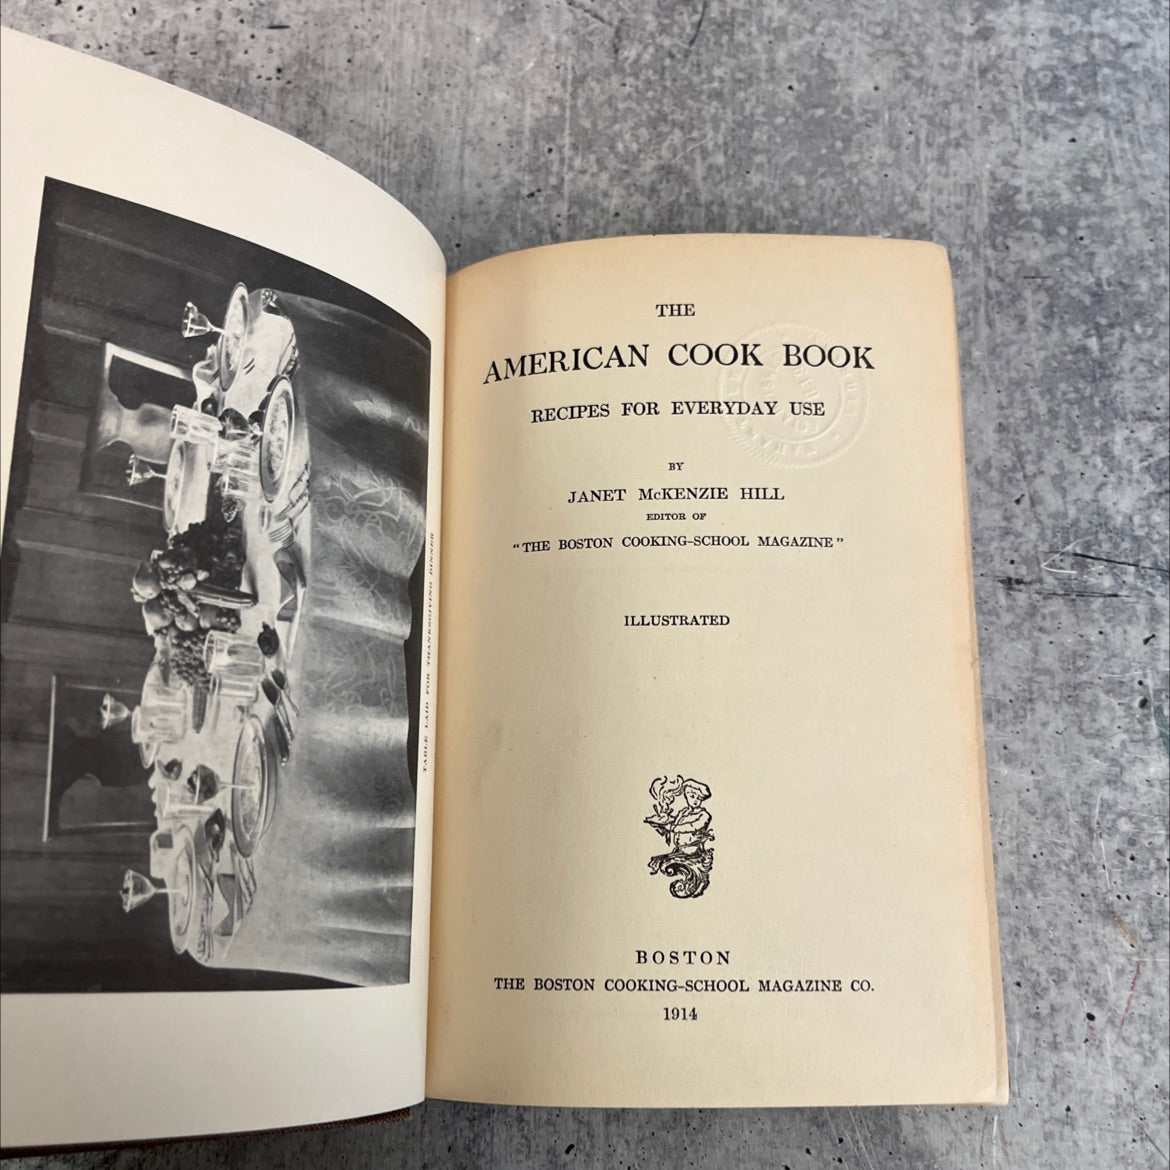 TABLE LAID FOR THANKSGIVING DINNER
THE
AMERICAN COOK BOOK
RECIPES FOR EVERYDAY USE
BY
JANET McKENZIE HILL
EDITOR OF
"THE BOSTON COOKING-SCHOOL MAGAZINE"
ILLUSTRATED
BOSTON
THE BOSTON COOKING-SCHOOL MAGAZINE CO.
1914